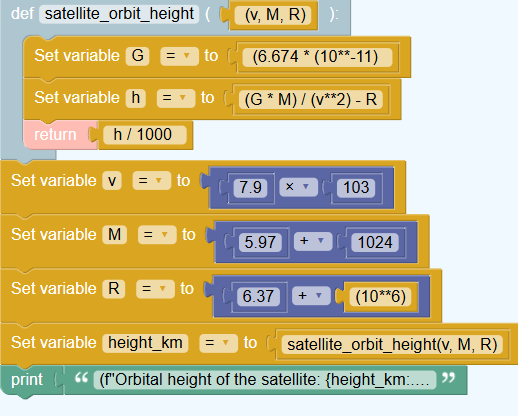 def satellite_orbit_height ( (v, M, R) ):
Set variable G = to (6.674 * (10**-11)
Set variable h = to (G * M) / (v**2) - R
return h / 1000
Set variable v = to 7.9 × 103
Set variable M = to 5.97 + 1024
Set variable R = to 6.37 + (10**6)
Set variable height_km = to satellite_orbit_height(v, M, R)
print “ (f"Orbital height of the satellite: {height_km:.... ”